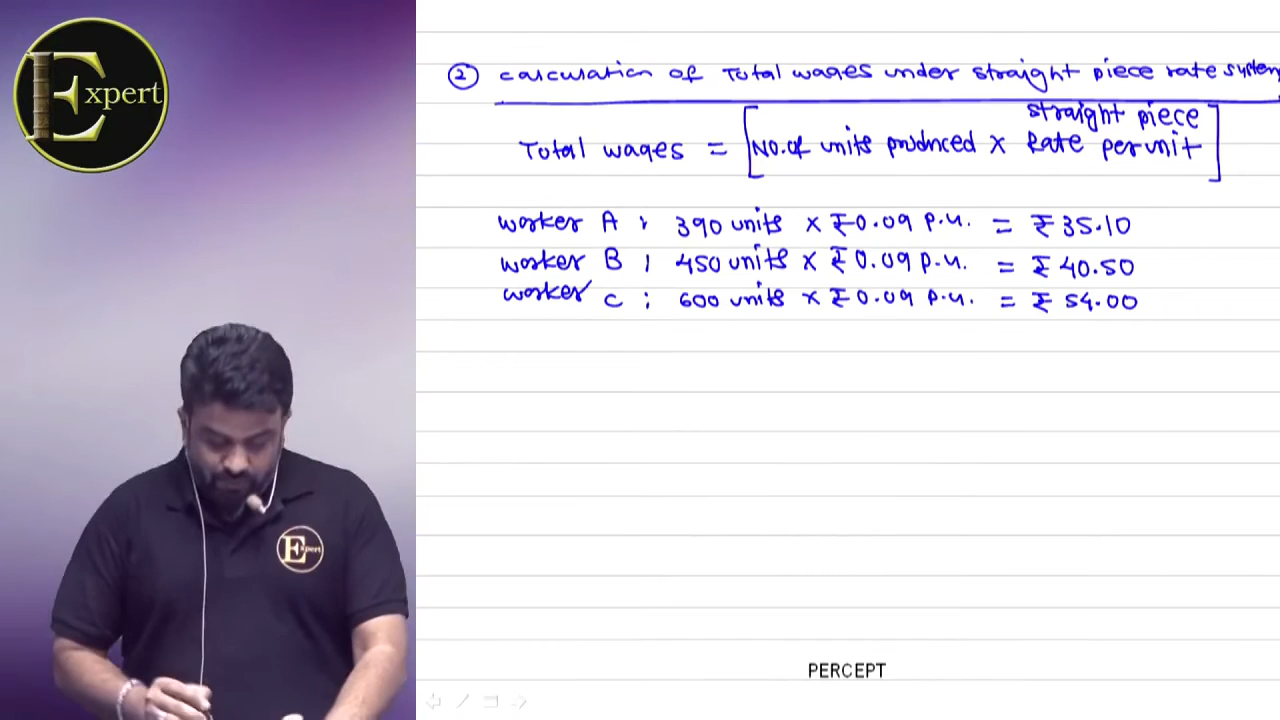 Expert
② calculation of Total wages under straight piece rate system
Total wages = [No. of units produced × straight piece Rate per unit]
worker A : 390 units × ₹0.09 p.u. = ₹35.10
worker B : 450 units × ₹0.09 p.u. = ₹40.50
worker C : 600 units × ₹0.09 p.u. = ₹54.00
Expert
PERCEPT